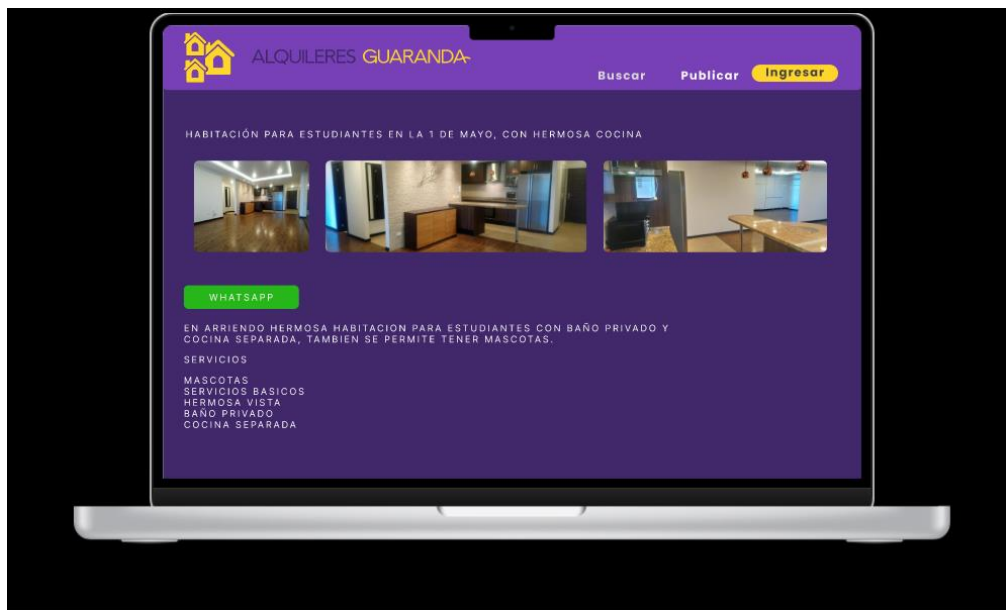 ALQUILERES GUARANDA
Buscar Publicar Ingresar
HABITACIÓN PARA ESTUDIANTES EN LA 1 DE MAYO, CON HERMOSA COCINA
WHATSAPP
EN ARRIENDO HERMOSA HABITACION PARA ESTUDIANTES CON BAÑO PRIVADO Y
COCINA SEPARADA, TAMBIEN SE PERMITE TENER MASCOTAS.
SERVICIOS
MASCOTAS
SERVICIOS BASICOS
HERMOSA VISTA
BAÑO PRIVADO
COCINA SEPARADA